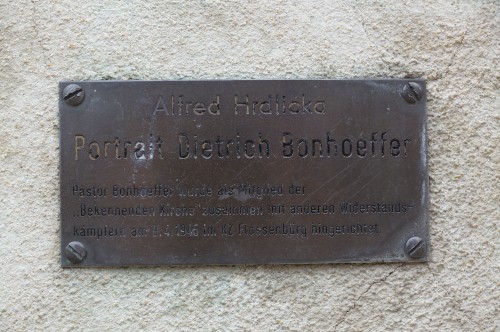 Alfred Hrdlicka
Portrait Dietrich Bonhoeffer
Pastor Bonhoeffer wurde als Mitglied der
„Bekennenden Kirche" zusammen mit anderen Widerstands-
kämpfern am 9.4.1945 im KZ Flossenbürg hingerichtet